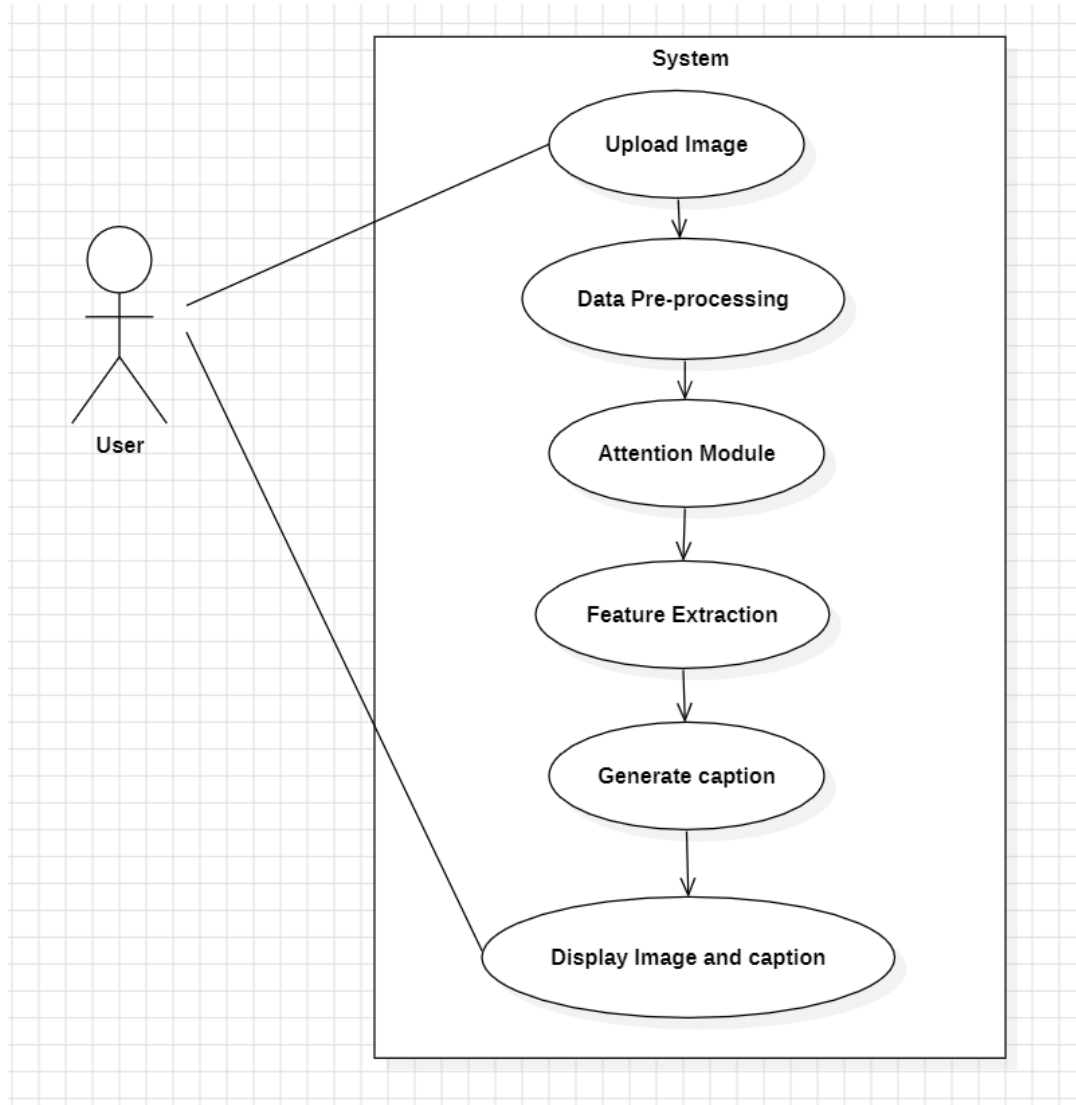 System
Upload Image
Data Pre-processing
Attention Module
User
Feature Extraction
Generate caption
Display Image and caption